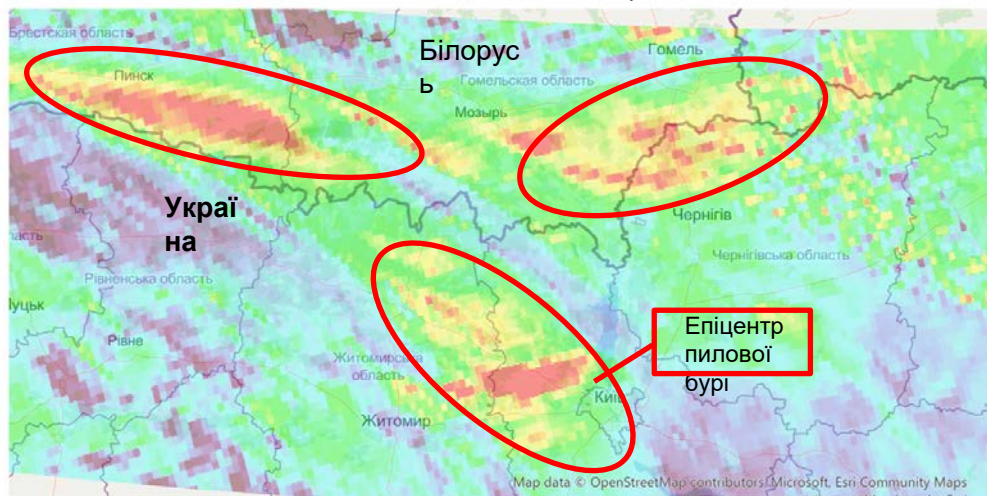 Брестская область
Білорус
ь
Гомель
Пинск
Гомельская область
Мозырь
Украї
на
Чернігів
Чернігівська область
Рівненська область
Луцьк
Рівне
Епіцентр
пилової
бурі
Житомирська
область
Київ
Житомир
Map data © OpenStreetMap contributors, Microsoft, Esri Community Maps